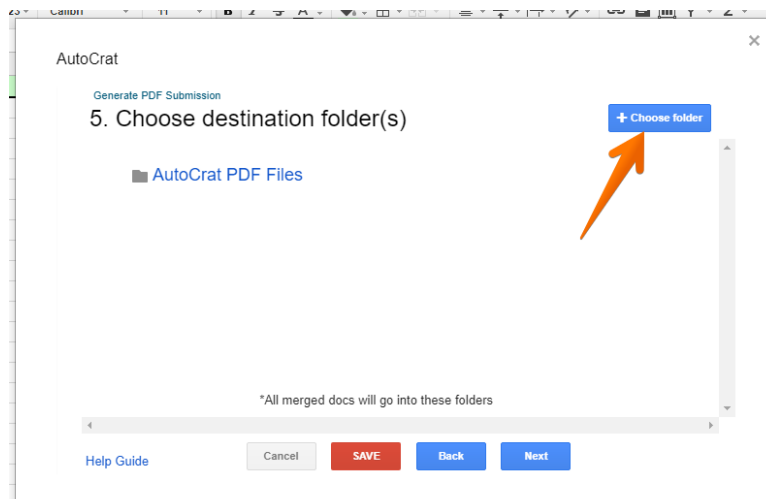 Calibri 11 B
AutoCrat
×
Generate PDF Submission
5. Choose destination folder(s)
+ Choose folder
AutoCrat PDF Files
*All merged docs will go into these folders
Help Guide
Cancel
SAVE
Back
Next